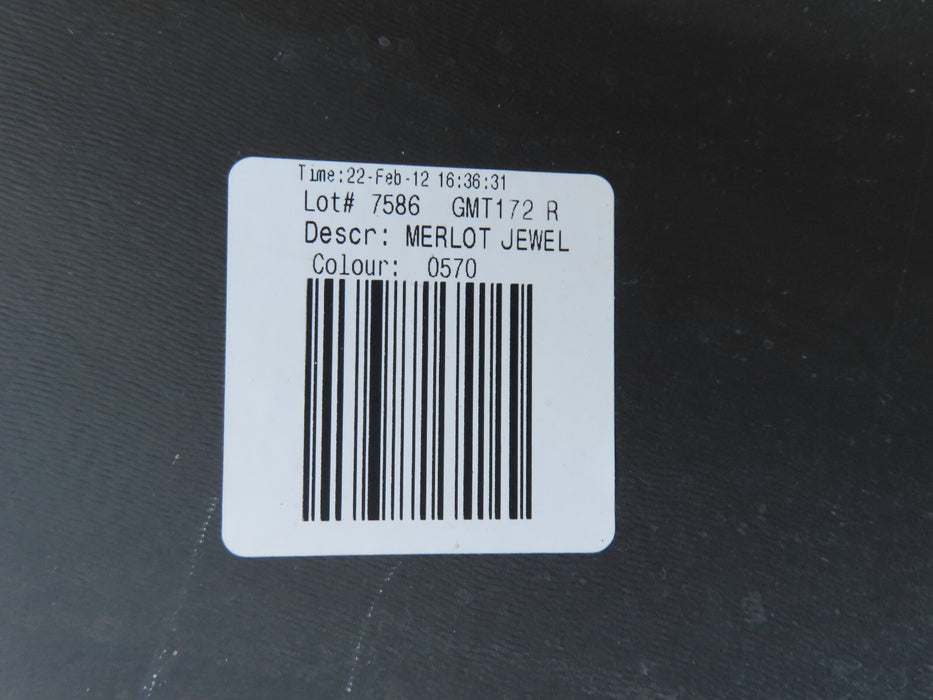 Time:22-Feb-12 16:36:31
Lot# 7586 GMT172 R
Descr: MERLOT JEWEL
Colour: 0570